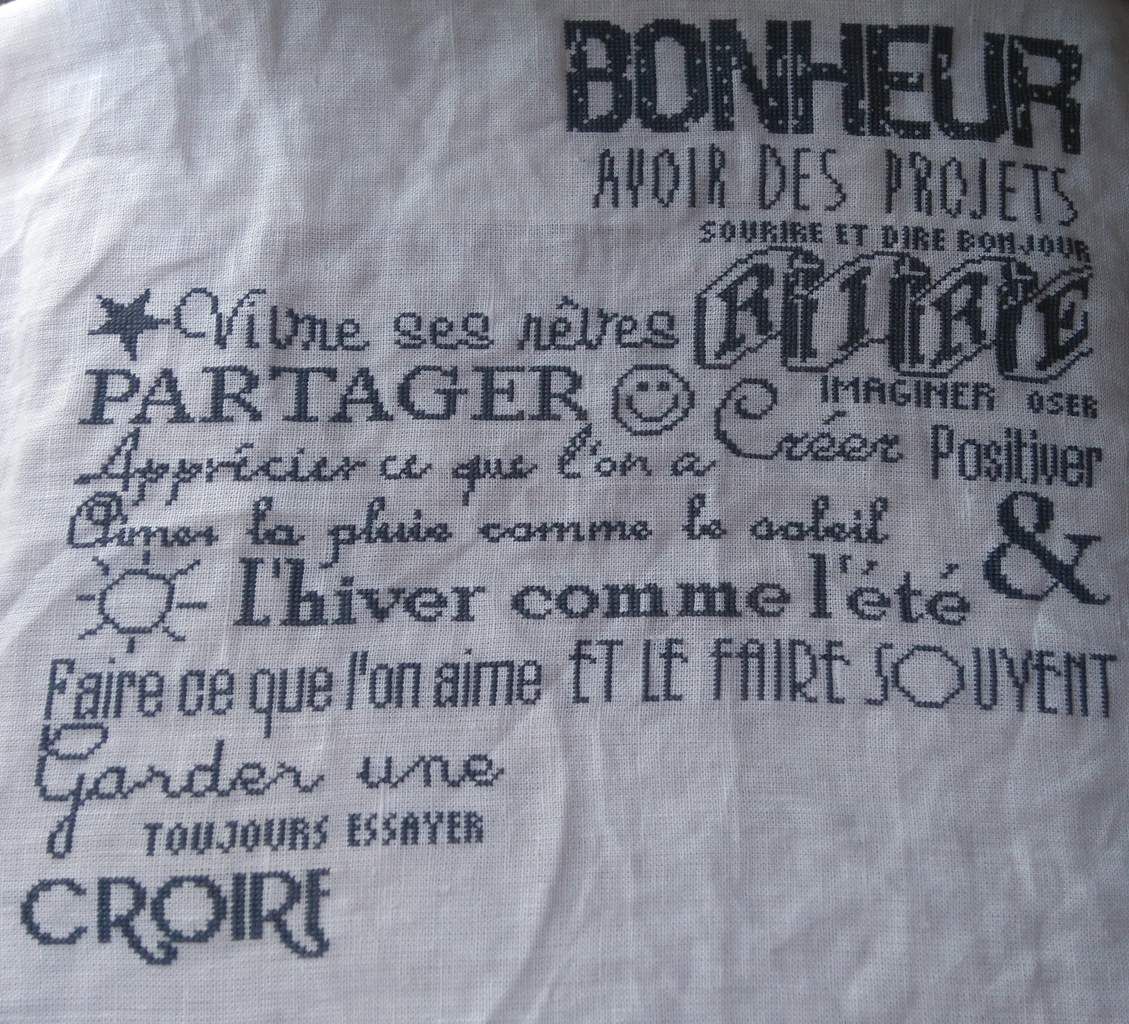 BONHEUR
AVOIR DES PROJETS
SOURIRE ET DIRE BONJOUR
Vivre ses rêves RIRE
PARTAGER IMAGINER OSER
Apprécier ce que l'on a Créer Positiver
Aimer la pluie comme le soleil &
L'hiver comme l'été
Faire ce que l'on aime ET LE FAIRE SOUVENT
Garder une
TOUJOURS ESSAYER
CROIRE